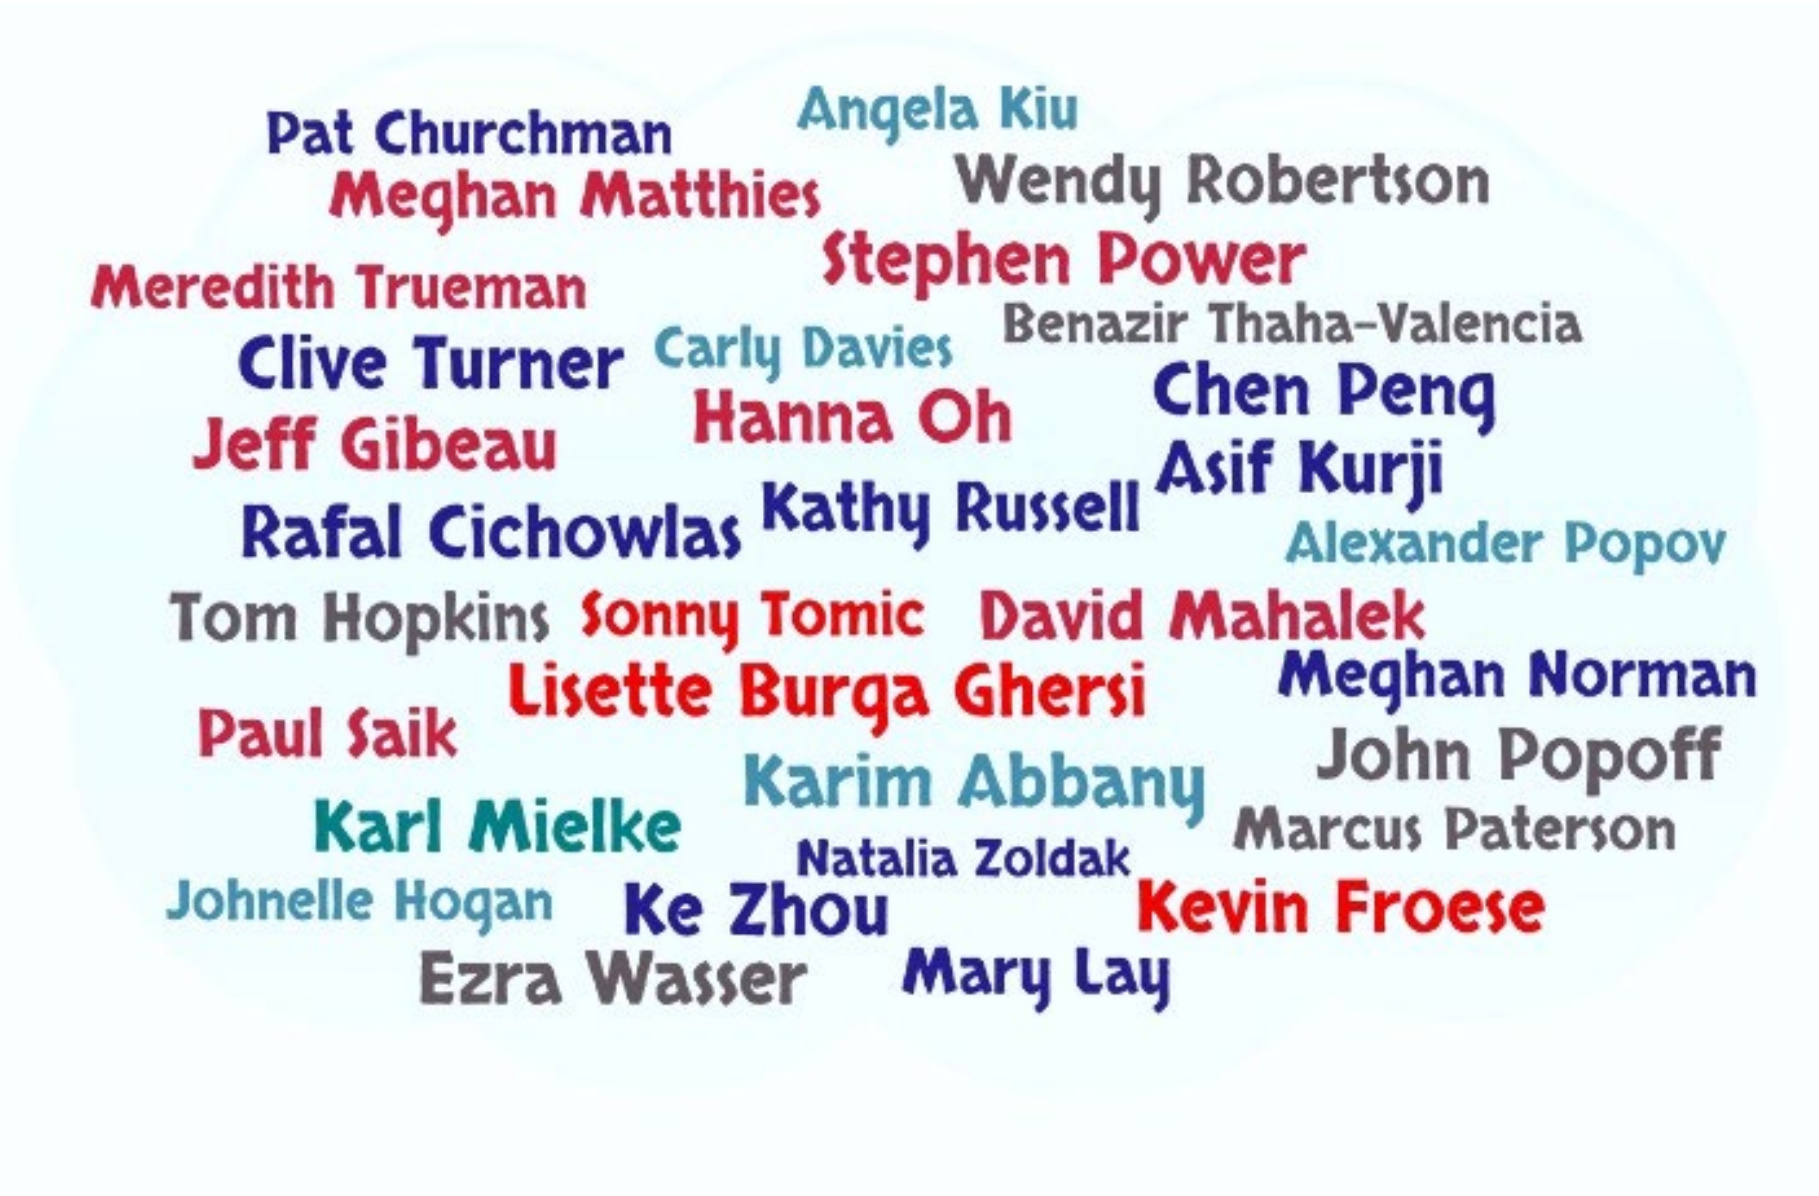 Angela Kiu
Pat Churchman
Wendy Robertson
Meghan Matthies
Stephen Power
Meredith Trueman
Benazir Thaha-Valencia
Carly Davies
Clive Turner
Chen Peng
Hanna Oh
Jeff Gibeau
Asif Kurji
Kathy Russell
Rafal Cichowlas
Alexander Popov
Tom Hopkins
Sonny Tomic
David Mahalek
Meghan Norman
Lisette Burga Ghersi
Paul Saik
John Popoff
Karim Abbany
Karl Mielke
Marcus Paterson
Natalia Zoldak
Johnelle Hogan
Ke Zhou
Kevin Froese
Ezra Wasser
Mary Lay